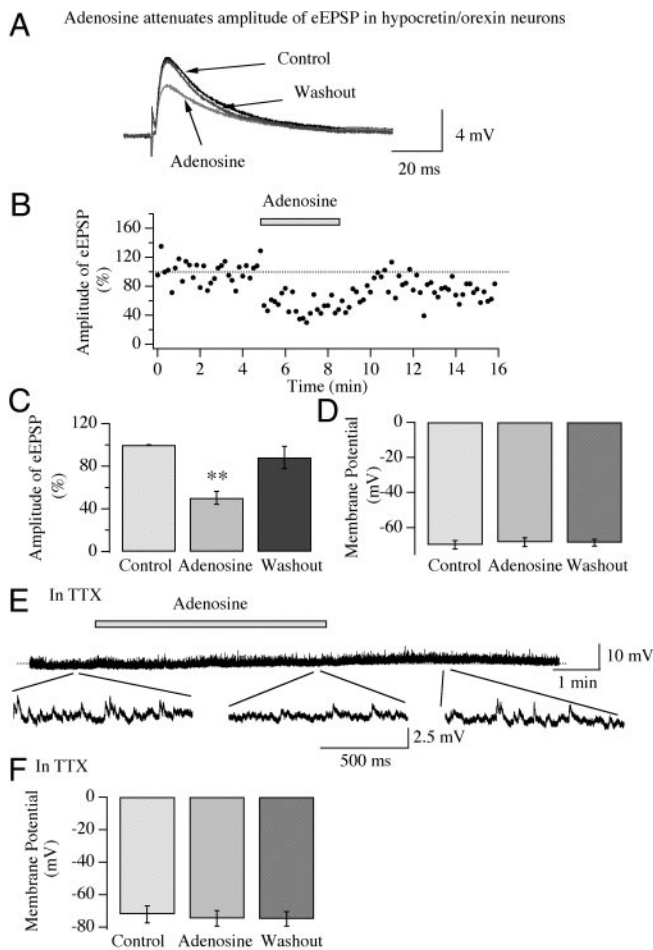 A
Adenosine attenuates amplitude of eEPSP in hypocretin/orexin neurons
Control
Washout
Adenosine
4 mV
20 ms
B
Adenosine
Amplitude of eEPSP
(%)
160
120
80
40
0
0 2 4 6 8 10 12 14 16
Time (min)
C
Amplitude of eEPSP
(%)
120
80
40
0
**
Control Adenosine Washout
D
Membrane Potential
(mV)
0
-20
-40
-60
Control Adenosine Washout
E In TTX
Adenosine
10 mV
1 min
2.5 mV
500 ms
F In TTX
Membrane Potential
(mV)
0
-20
-40
-60
-80
Control Adenosine Washout